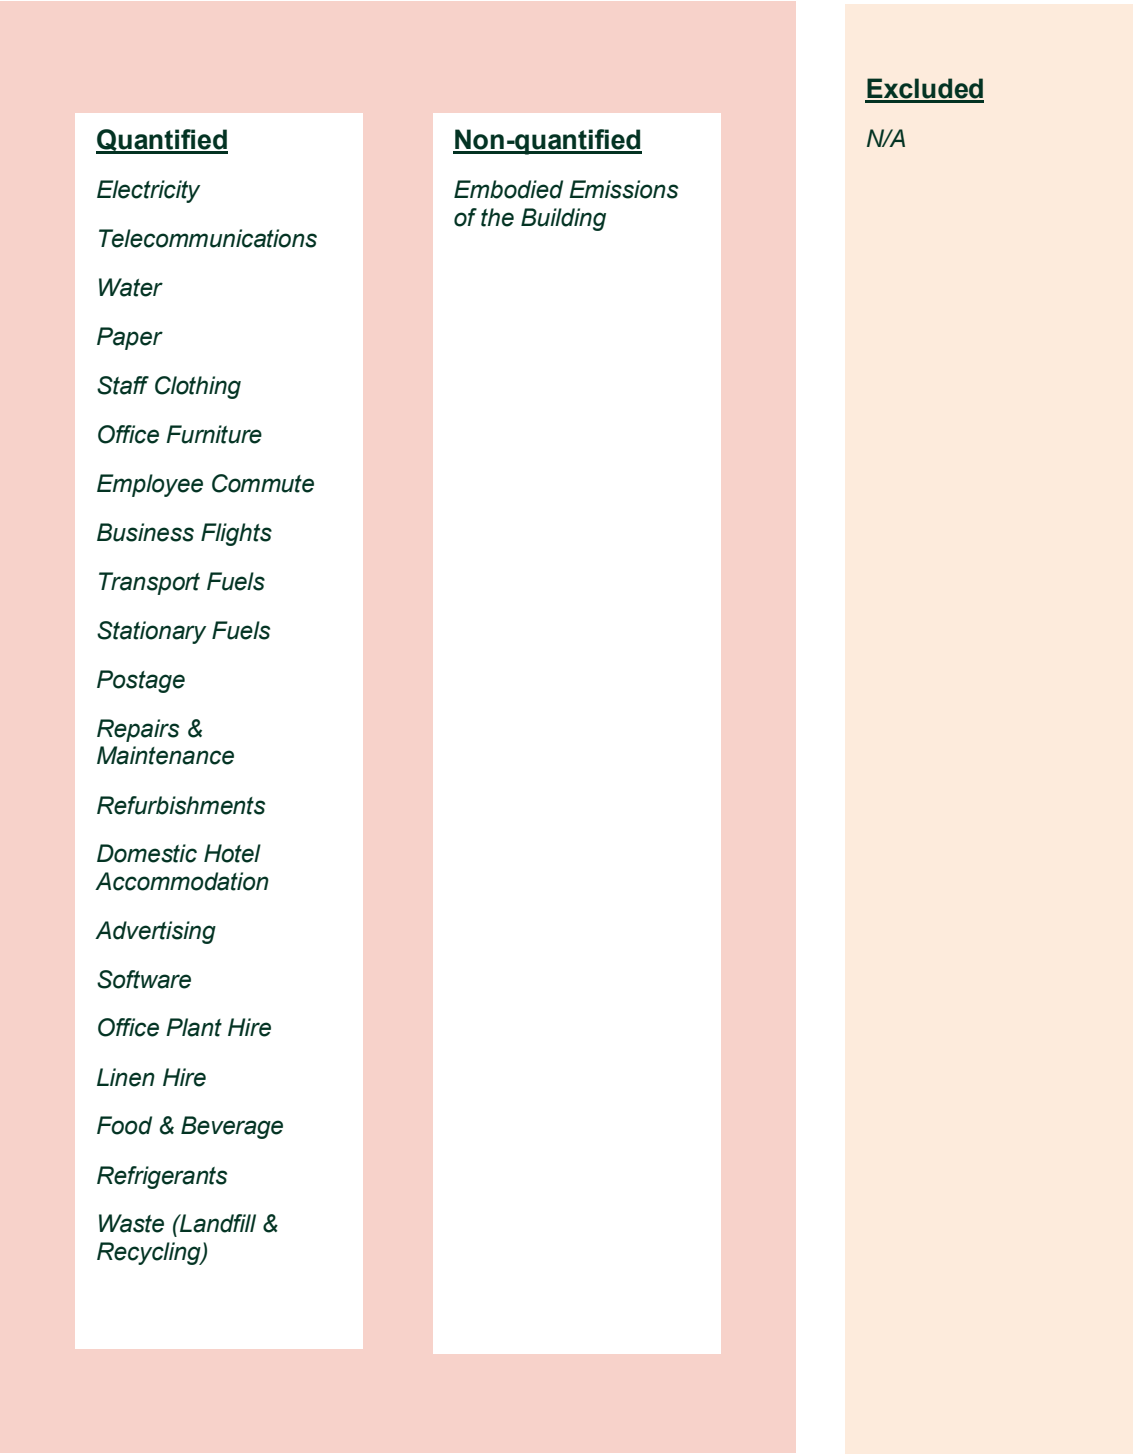 Quantified
Electricity
Telecommunications
Water
Paper
Staff Clothing
Office Furniture
Employee Commute
Business Flights
Transport Fuels
Stationary Fuels
Postage
Repairs &
Maintenance
Refurbishments
Domestic Hotel
Accommodation
Advertising
Software
Office Plant Hire
Linen Hire
Food & Beverage
Refrigerants
Waste (Landfill &
Recycling)
Non-quantified
Embodied Emissions
of the Building
Excluded
N/A